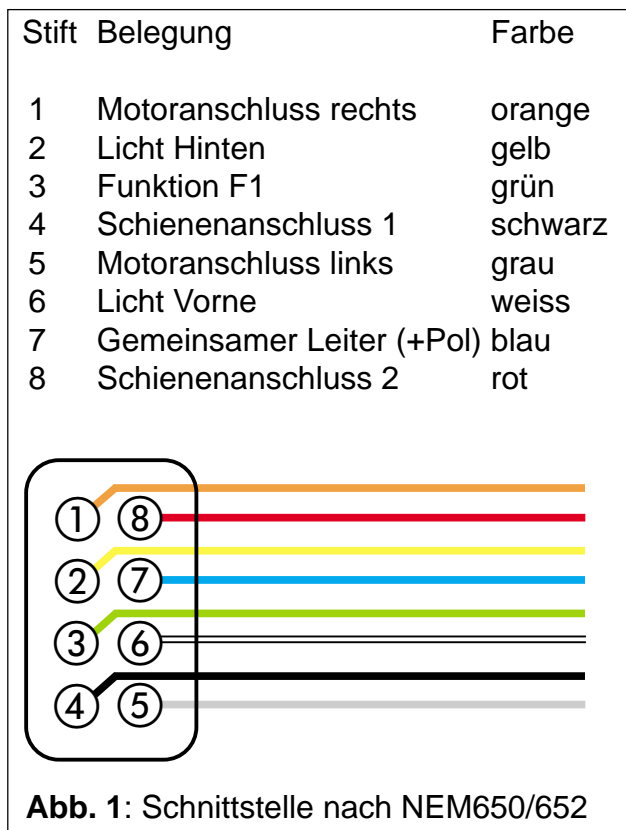 Stift Belegung Farbe
1 Motoranschluss rechts orange
2 Licht Hinten gelb
3 Funktion F1 grün
4 Schienenanschluss 1 schwarz
5 Motoranschluss links grau
6 Licht Vorne weiss
7 Gemeinsamer Leiter (+Pol) blau
8 Schienenanschluss 2 rot
1 8
2 7
3 6
4 5
Abb. 1: Schnittstelle nach NEM650/652